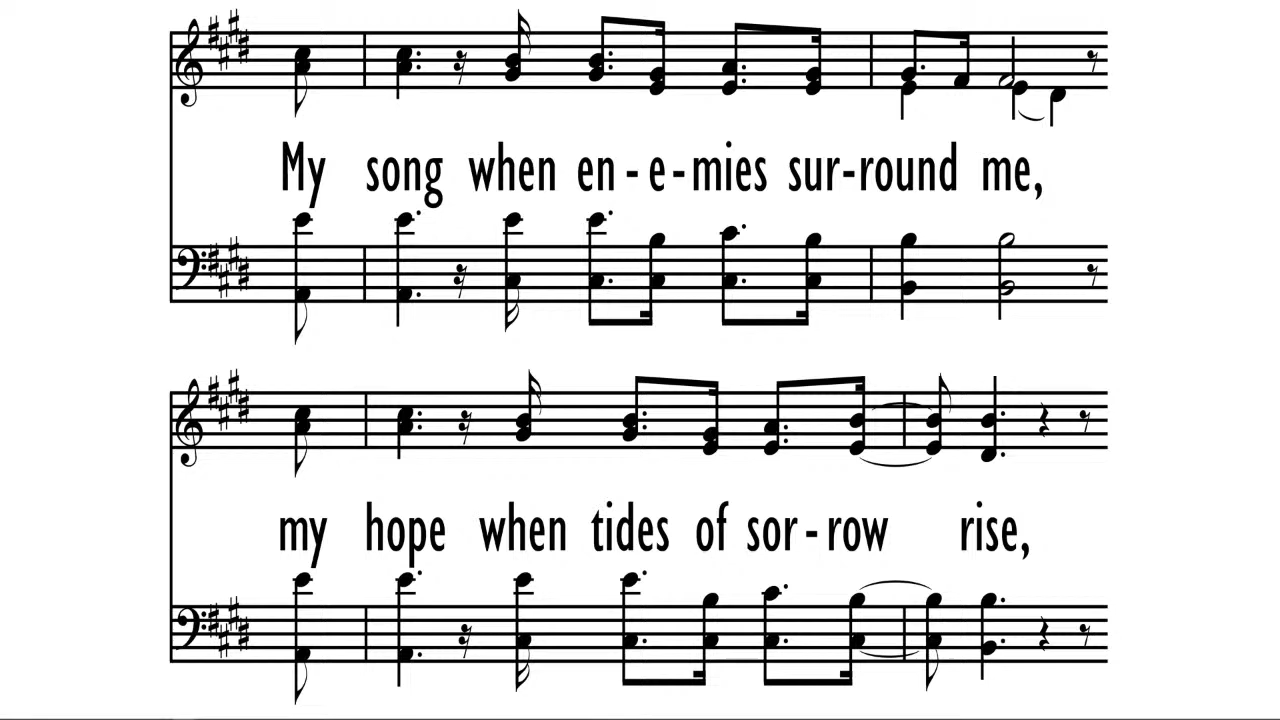 My song when en - e - mies sur-round me,
my hope when tides of sor - row rise,